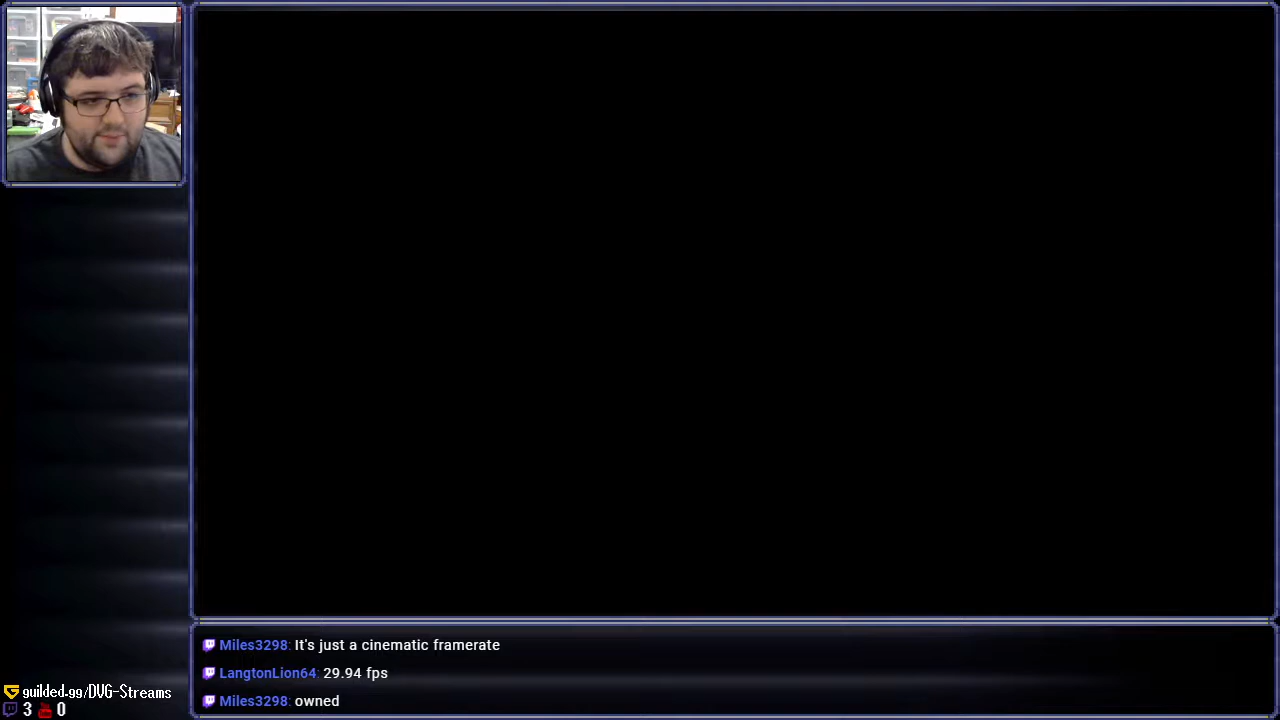 Miles3298: It's just a cinematic framerate
LangtonLion64: 29.94 fps
Miles3298: owned
guilded.gg/DVG-Streams
3 0